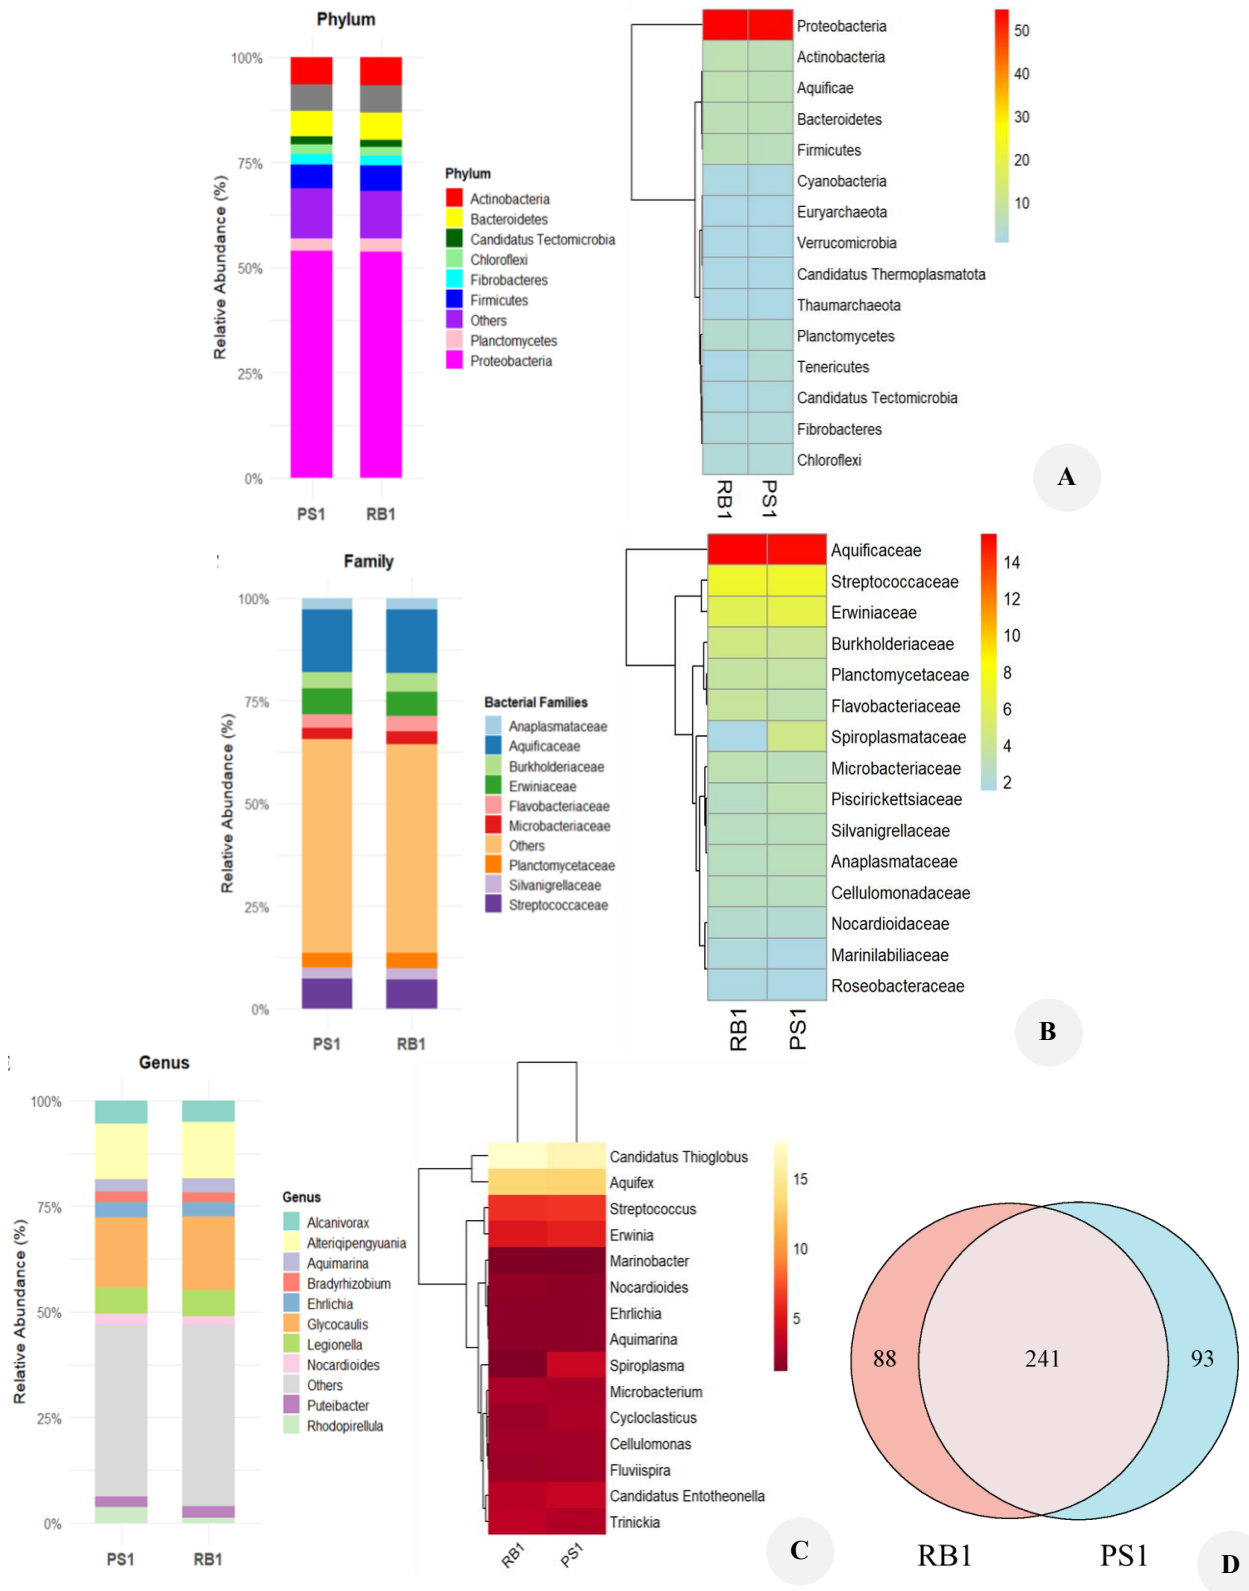 Phylum
Relative Abundance (%)
100%
75%
50%
25%
0%
PS1
RB1
Phylum
Actinobacteria
Bacteroidetes
Candidatus Tectomicrobia
Chloroflexi
Fibrobacteres
Firmicutes
Others
Planctomycetes
Proteobacteria
Proteobacteria
Actinobacteria
Aquificae
Bacteroidetes
Firmicutes
Cyanobacteria
Euryarchaeota
Verrucomicrobia
Candidatus Thermoplasmatota
Thaumarchaeota
Planctomycetes
Tenericutes
Candidatus Tectomicrobia
Fibrobacteres
Chloroflexi
RB1
PS1
50
40
30
20
10
A
Family
Relative Abundance (%)
100%
75%
50%
25%
0%
PS1
RB1
Bacterial Families
Anaplasmataceae
Aquificaceae
Burkholderiaceae
Erwiniaceae
Flavobacteriaceae
Microbacteriaceae
Others
Planctomycetaceae
Silvanigrellaceae
Streptococcaceae
Aquificaceae
Streptococcaceae
Erwiniaceae
Burkholderiaceae
Planctomycetaceae
Flavobacteriaceae
Spiroplasmataceae
Microbacteriaceae
Piscirickettsiaceae
Silvanigrellaceae
Anaplasmataceae
Cellulomonadaceae
Nocardioidaceae
Marinilabiliaceae
Roseobacteraceae
RB1
PS1
14
12
10
8
6
4
2
B
Genus
Relative Abundance (%)
100%
75%
50%
25%
0%
PS1
RB1
Genus
Alcanivorax
Alteriqipengyuania
Aquimarina
Bradyrhizobium
Ehrlichia
Glycocaulis
Legionella
Nocardioides
Others
Puteibacter
Rhodopirellula
Candidatus Thioglobus
Aquifex
Streptococcus
Erwinia
Marinobacter
Nocardioides
Ehrlichia
Aquimarina
Spiroplasma
Microbacterium
Cycloclasticus
Cellulomonas
Fluviispira
Candidatus Entotheonella
Trinickia
RB1
PS1
15
10
5
C
88
241
93
RB1
PS1
D